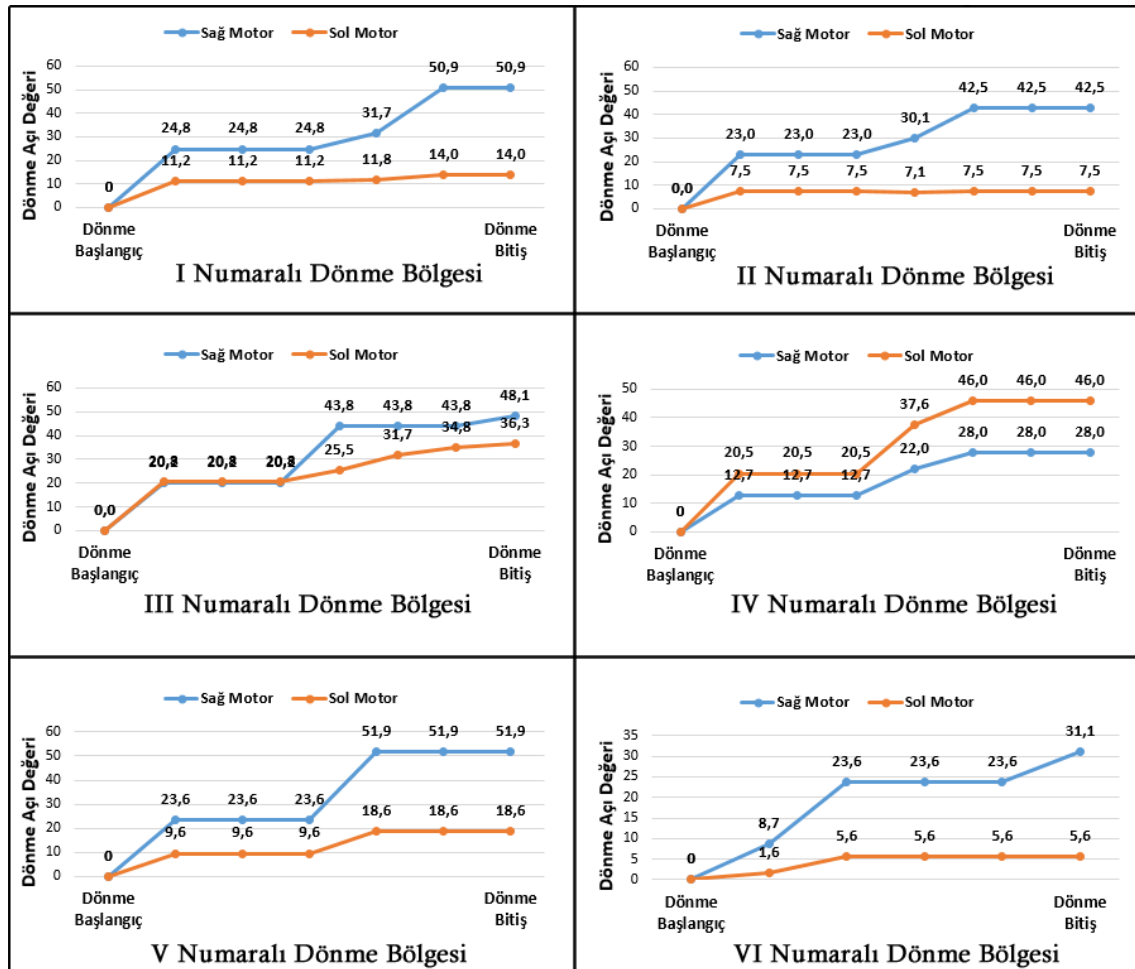 Sağ Motor Sol Motor
Dönme Açı Değeri
60
50
40
30
20
10
0
50,9 50,9
31,7
24,8 24,8 24,8
11,2 11,2 11,2 11,8 14,0 14,0
0
Dönme Başlangıç
I Numaralı Dönme Bölgesi
Sağ Motor Sol Motor
Dönme Açı Değeri
60
50
40
30
20
10
0
42,5 42,5 42,5
30,1
23,0 23,0 23,0
7,5 7,5 7,5 7,1 7,5 7,5 7,5
0,0
Dönme Başlangıç
Dönme Bitiş
II Numaralı Dönme Bölgesi
Sağ Motor Sol Motor
Dönme Açı Değeri
60
50
40
30
20
10
0
48,1
43,8 43,8 43,8
36,3
34,8
31,7
25,5
0,0
Dönme Başlangıç
Dönme Bitiş
III Numaralı Dönme Bölgesi
Sağ Motor Sol Motor
Dönme Açı Değeri
50
40
30
20
10
0
46,0 46,0 46,0
37,6
28,0 28,0 28,0
22,0
20,5 20,5 20,5
12,7 12,7 12,7
0
Dönme Başlangıç
Dönme Bitiş
IV Numaralı Dönme Bölgesi
Sağ Motor Sol Motor
Dönme Açı Değeri
60
50
40
30
20
10
0
51,9 51,9 51,9
23,6 23,6 23,6
18,6 18,6 18,6
9,6 9,6 9,6
0
Dönme Başlangıç
Dönme Bitiş
V Numaralı Dönme Bölgesi
Sağ Motor Sol Motor
Dönme Açı Değeri
35
30
25
20
15
10
5
0
31,1
23,6 23,6 23,6
8,7
5,6 5,6 5,6 5,6
1,6
0
Dönme Başlangıç
Dönme Bitiş
VI Numaralı Dönme Bölgesi